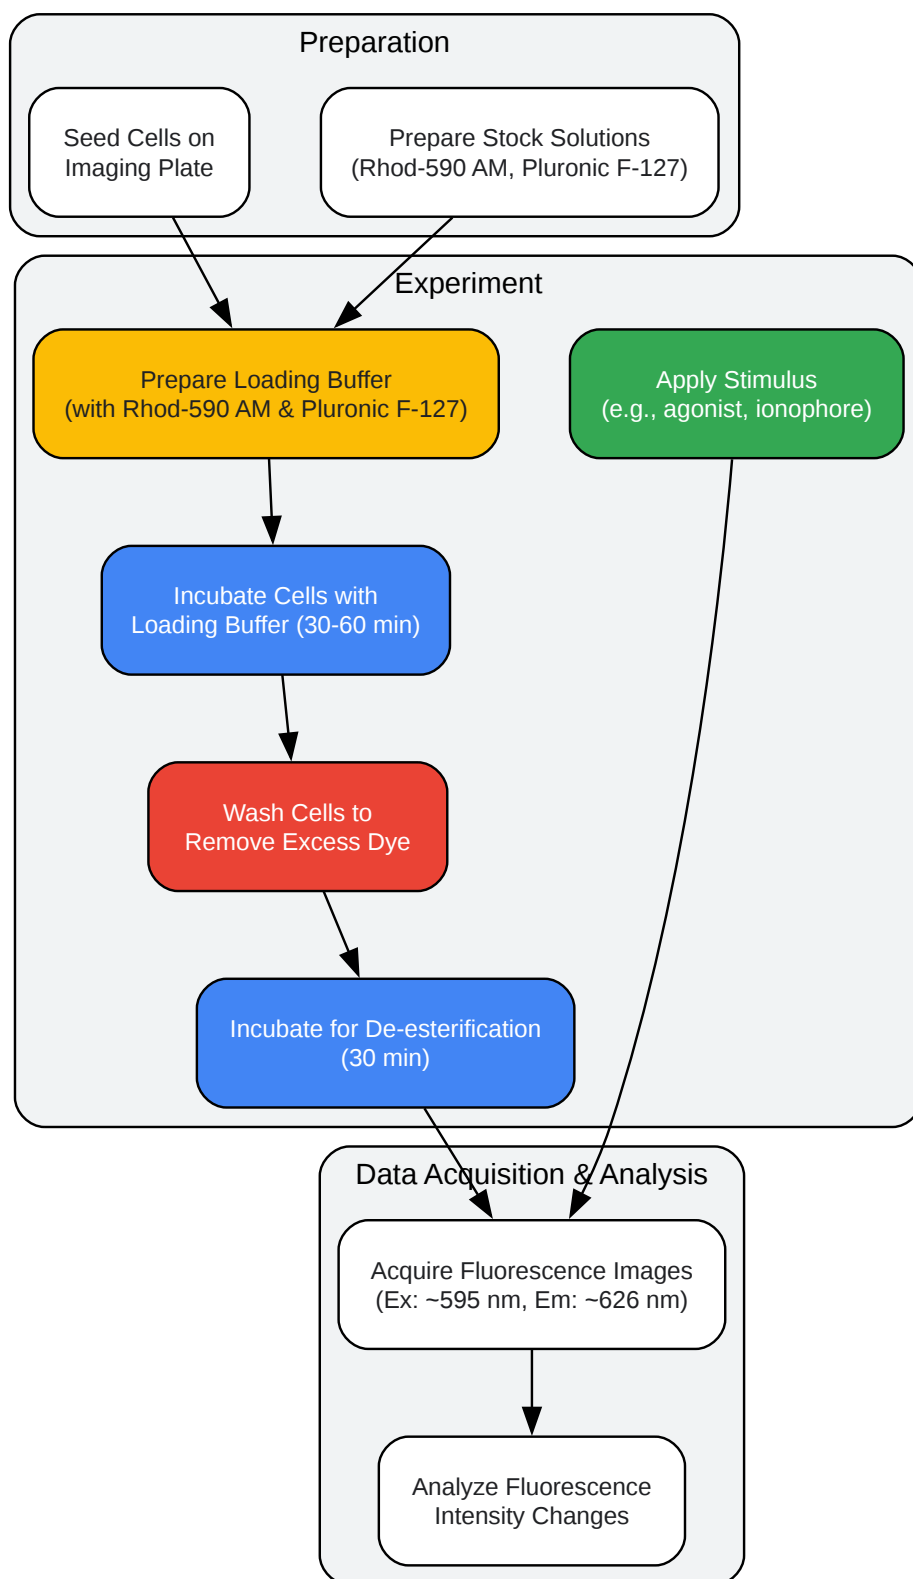 Preparation
Seed Cells on
Imaging Plate
Prepare Stock Solutions
(Rhod-590 AM, Pluronic F-127)
Experiment
Prepare Loading Buffer
(with Rhod-590 AM & Pluronic F-127)
Apply Stimulus
(e.g., agonist, ionophore)
Incubate Cells with
Loading Buffer (30-60 min)
Wash Cells to
Remove Excess Dye
Incubate for De-esterification
(30 min)
Data Acquisition & Analysis
Acquire Fluorescence Images
(Ex: ~595 nm, Em: ~626 nm)
Analyze Fluorescence
Intensity Changes